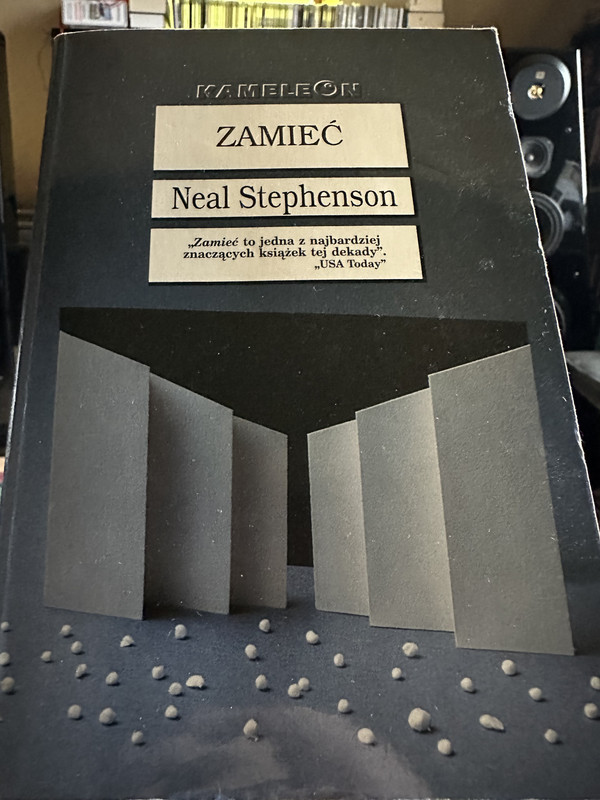 KAMELEON
ZAMIEĆ
Neal Stephenson
„Zamieć to jedna z najbardziej
znaczących książek tej dekady”.
„USA Today”